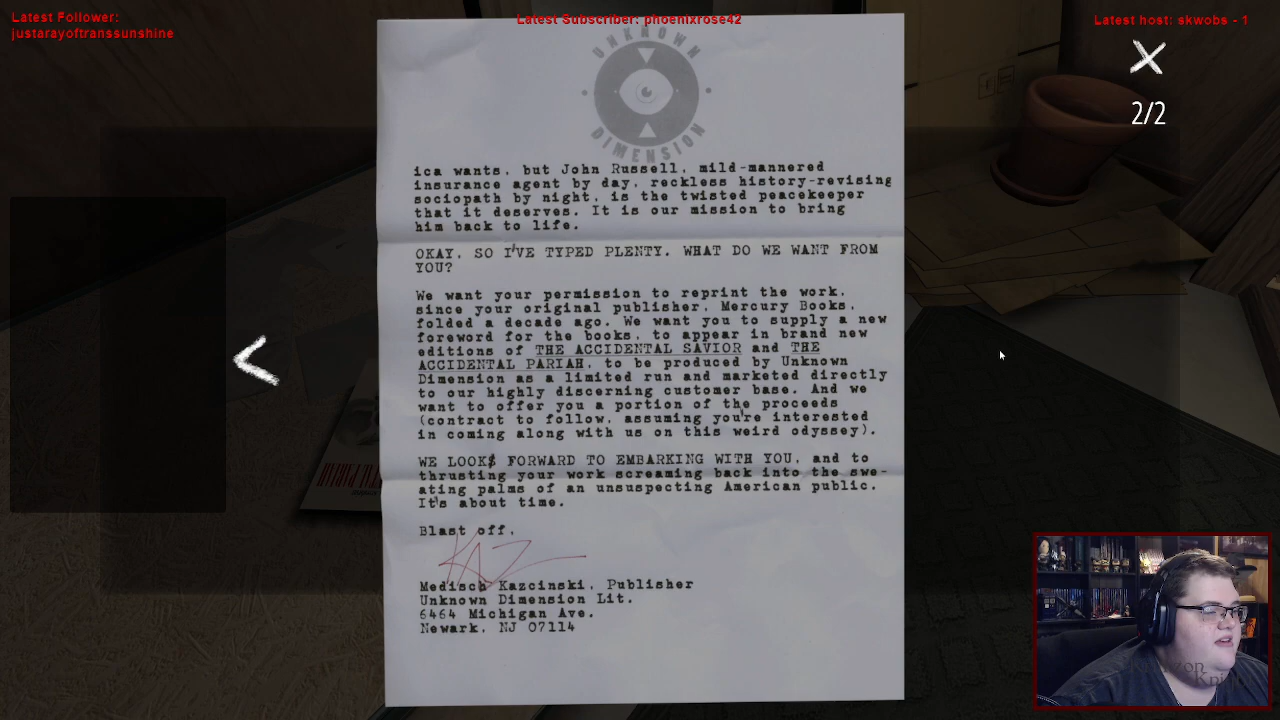 Latest Follower:
justarayoftranssunshine
Latest Subscriber: phoenixrose42
Latest host: skwobs - 1
2/2
UNKNOWN
DIMENSION
ica wants, but John Russell, mild-mannered
insurance agent by day, reckless history-revising
sociopath by night, is the twisted peacekeeper
that it deserves. It is our mission to bring
him back to life.
OKAY, SO I'VE TYPED PLENTY. WHAT DO WE WANT FROM
YOU?
We want your permission to reprint the work,
since your original publisher, Mercury Books,
folded a decade ago. We want you to supply a new
foreword for the books, to appear in brand new
editions of THE ACCIDENTAL SAVIOR and THE
ACCIDENTAL PARIAH, to be produced by Unknown
Dimension as a limited run and marketed directly
to our highly discerning customer base. And we
want to offer you a portion of the proceeds
(contract to follow, assuming you're interested
in coming along with us on this weird odyssey).
WE LOOK FORWARD TO EMBARKING WITH YOU, and to
thrusting your work screaming back into the swe-
ating palms of an unsuspecting American public.
It's about time.
Blast off,
KAZ
Medisch Kazcinski, Publisher
Unknown Dimension Lit.
6464 Michigan Ave.
Newark, NJ 07114